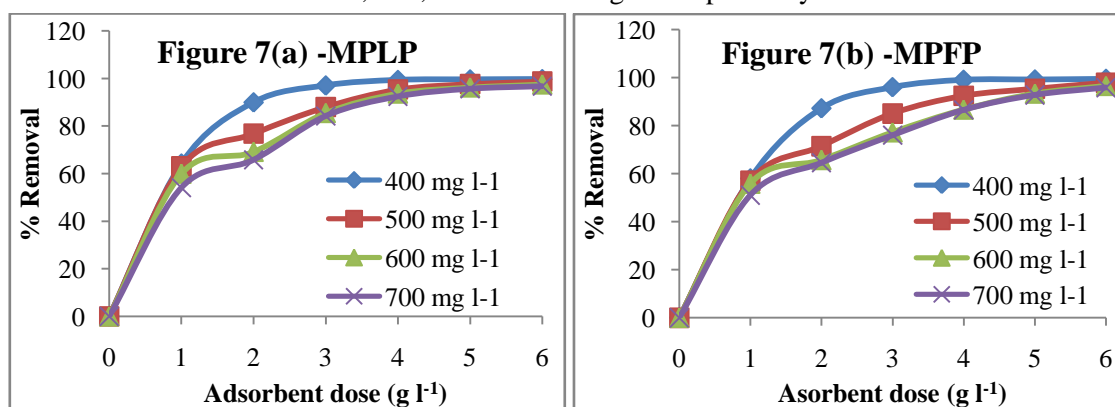 Figure 7(a) -MPLP
120
100
80
60
40
20
0
% Removal
400 mg l-1
500 mg l-1
600 mg l-1
700 mg l-1
0 1 2 3 4 5 6
Adsorbent dose (g l-1)
Figure 7(b) -MPFP
120
100
80
60
40
20
0
% Removal
400 mg l-1
500 mg l-1
600 mg l-1
700 mg l-1
0 1 2 3 4 5 6
Asorbent dose (g l-1)